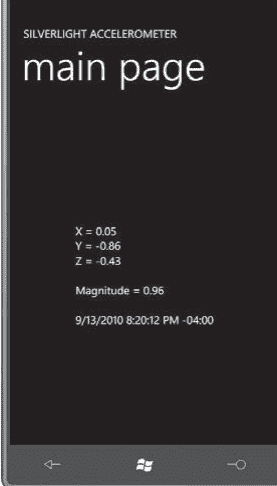 SILVERLIGHT ACCELEROMETER
main page
X = 0.05
Y = -0.86
Z = -0.43
Magnitude = 0.96
9/13/2010 8:20:12 PM -04:00